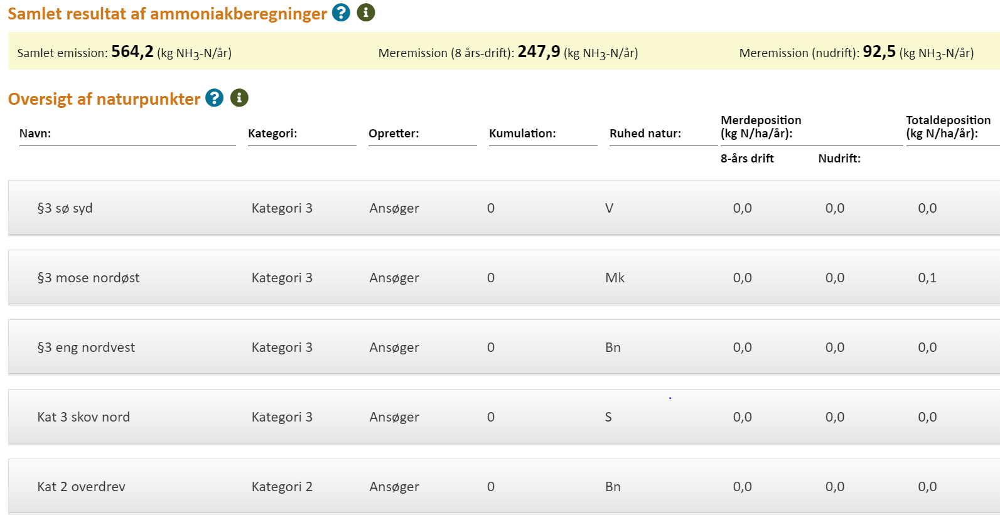 Samlet resultat af ammoniakberegninger ? i
Samlet emission: 564,2 (kg NH3-N/år) Meremission (8 års-drift): 247,9 (kg NH3-N/år) Meremission (nudrift): 92,5 (kg NH3-N/år)
Oversigt af naturpunkter ? i
Navn: Kategori: Opretter: Kumulation: Ruhed natur: Merdeposition (kg N/ha/år): Totaldeposition (kg N/ha/år):
8-års drift Nudrift:
§3 sø syd Kategori 3 Ansøger 0 V 0,0 0,0 0,0
§3 mose nordøst Kategori 3 Ansøger 0 Mk 0,0 0,0 0,1
§3 eng nordvest Kategori 3 Ansøger 0 Bn 0,0 0,0 0,0
Kat 3 skov nord Kategori 3 Ansøger 0 S 0,0 0,0 0,0
Kat 2 overdrev Kategori 2 Ansøger 0 Bn 0,0 0,0 0,0